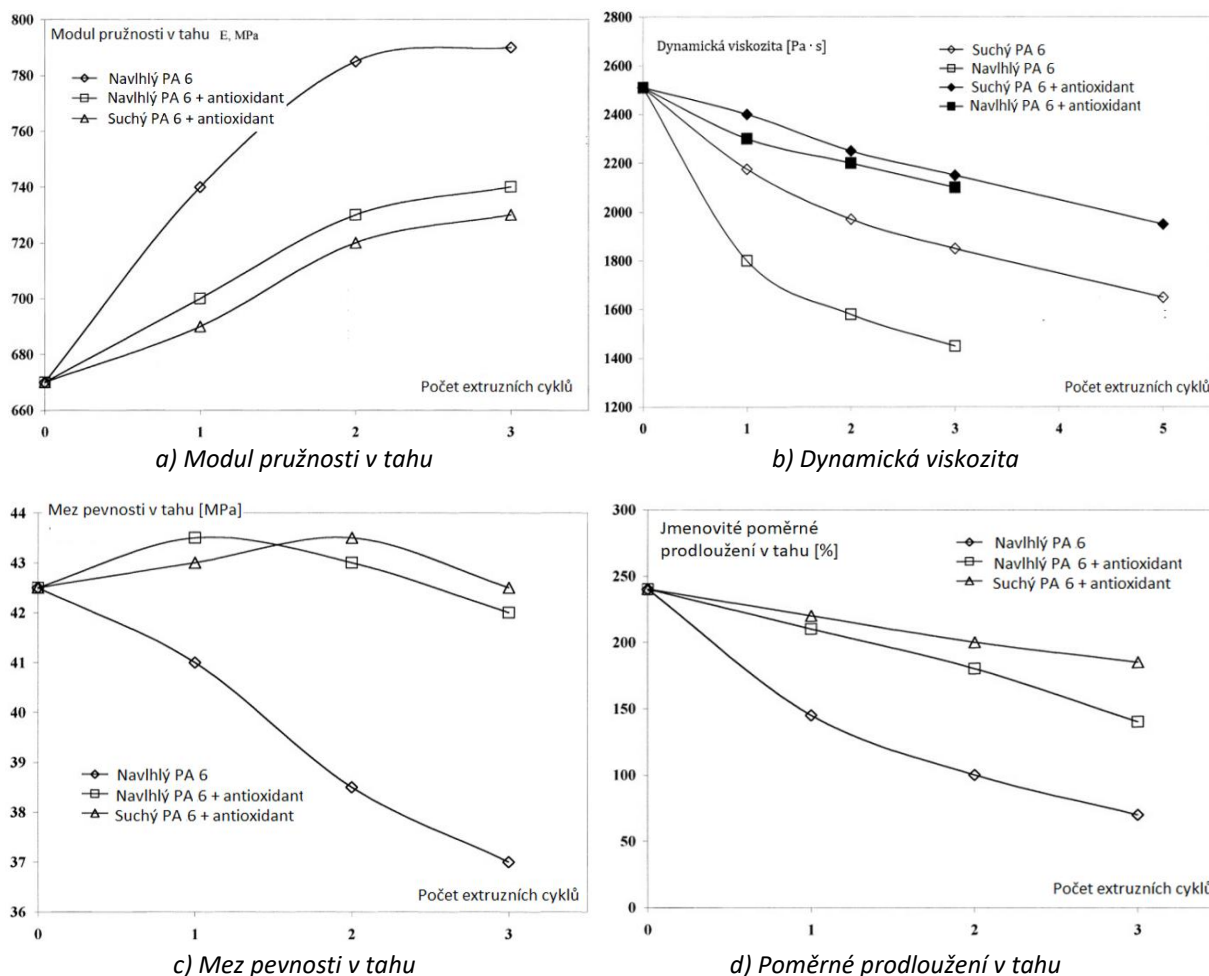 Modul pružnosti v tahu E, MPa
Navlhlý PA 6
Navlhlý PA 6 + antioxidant
Suchý PA 6 + antioxidant
Počet extruzních cyklů
800
780
760
740
720
700
680
660
0 1 2 3
a) Modul pružnosti v tahu
Dynamická viskozita [Pa · s]
Suchý PA 6
Navlhlý PA 6
Suchý PA 6 + antioxidant
Navlhlý PA 6 + antioxidant
Počet extruzních cyklů
2800
2600
2400
2200
2000
1800
1600
1400
1200
0 1 2 3 4 5
b) Dynamická viskozita
Mez pevnosti v tahu [MPa]
Navlhlý PA 6
Navlhlý PA 6 + antioxidant
Suchý PA 6 + antioxidant
Počet extruzních cyklů
44
43
42
41
40
39
38
37
36
0 1 2 3
c) Mez pevnosti v tahu
Jmenovité poměrné
prodloužení v tahu [%]
Navlhlý PA 6
Navlhlý PA 6 + antioxidant
Suchý PA 6 + antioxidant
Počet extruzních cyklů
300
250
200
150
100
50
0
0 1 2 3
d) Poměrné prodloužení v tahu